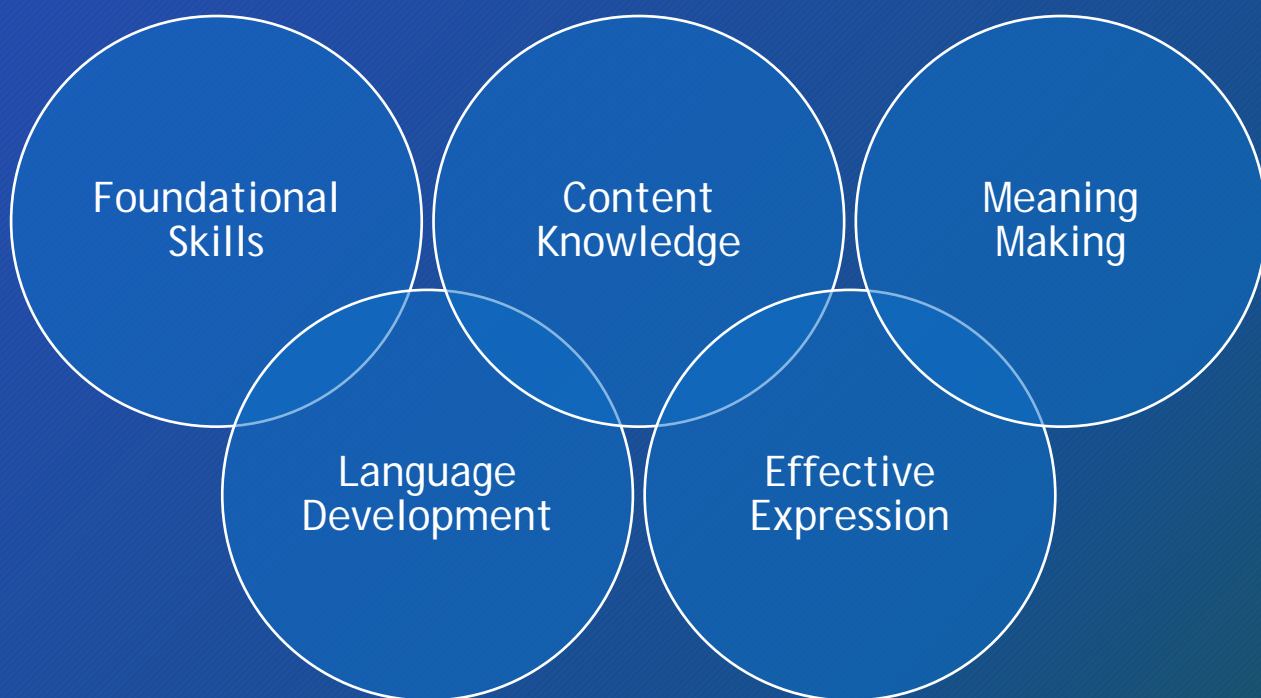 Foundational
Skills
Content
Knowledge
Meaning
Making
Language
Development
Effective
Expression